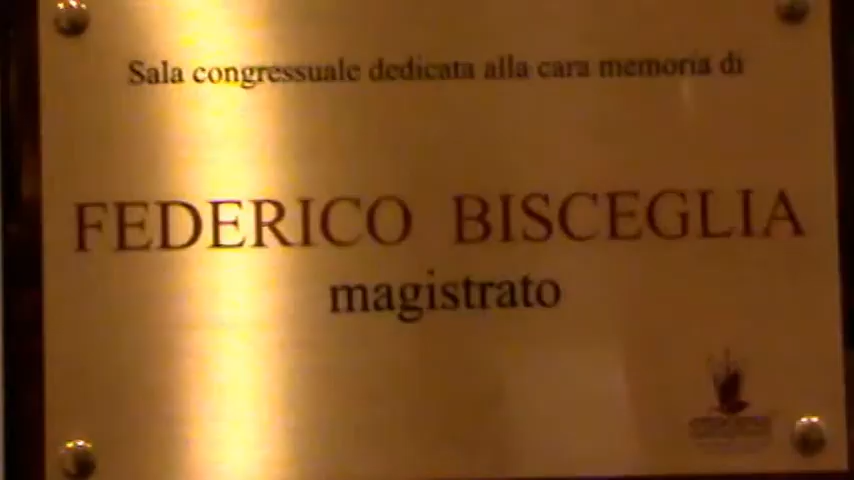 Sala congressuale dedicata alla cara memoria di
FEDERICO BISCEGLIA
magistrato